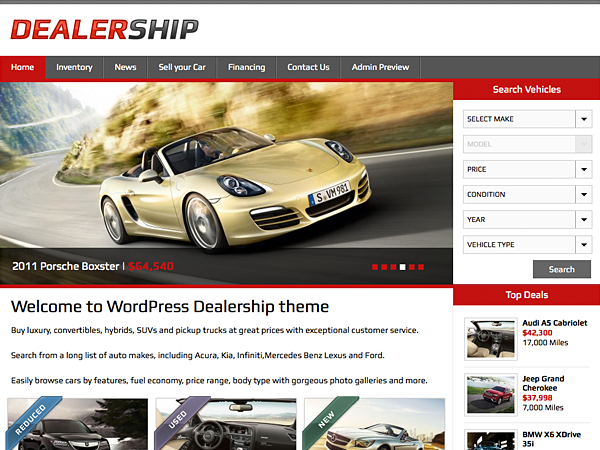 DEALERSHIP
Home Inventory News Sell your Car Financing Contact Us Admin Preview
S VM 981
2011 Porsche Boxster | $64,540
Search Vehicles
SELECT MAKE
MODEL
PRICE
CONDITION
YEAR
VEHICLE TYPE
Search
Welcome to WordPress Dealership theme
Buy luxury, convertibles, hybrids, SUVs and pickup trucks at great prices with exceptional customer service.
Search from a long list of auto makes, including Acura, Kia, Infiniti,Mercedes Benz Lexus and Ford.
Easily browse cars by features, fuel economy, price range, body type with gorgeous photo galleries and more.
REDUCED
USED
NEW
Top Deals
Audi A5 Cabriolet
$42,300
17,000 Miles
Jeep Grand
Cherokee
$37,998
7,000 Miles
BMW X6 XDrive
35i